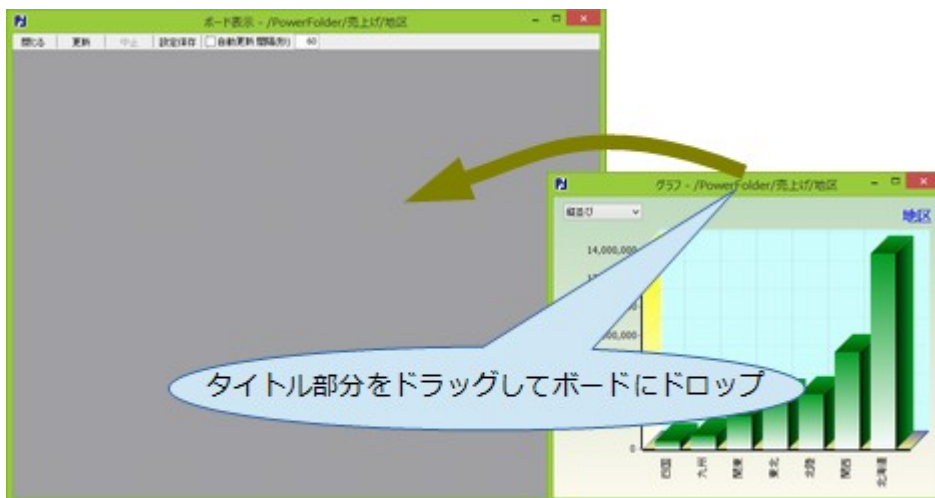 ボード表示 - /PowerFolder/売上げ/地区
閉じる 更新 中止 設定保存 自動更新 間隔(秒) 60
グラフ - /PowerFolder/売上げ/地区
縦並び
地区
14,000,000
タイトル部分をドラッグしてボードにドロップ
0
四国 九州 関東 東北 北陸 関西 北海道